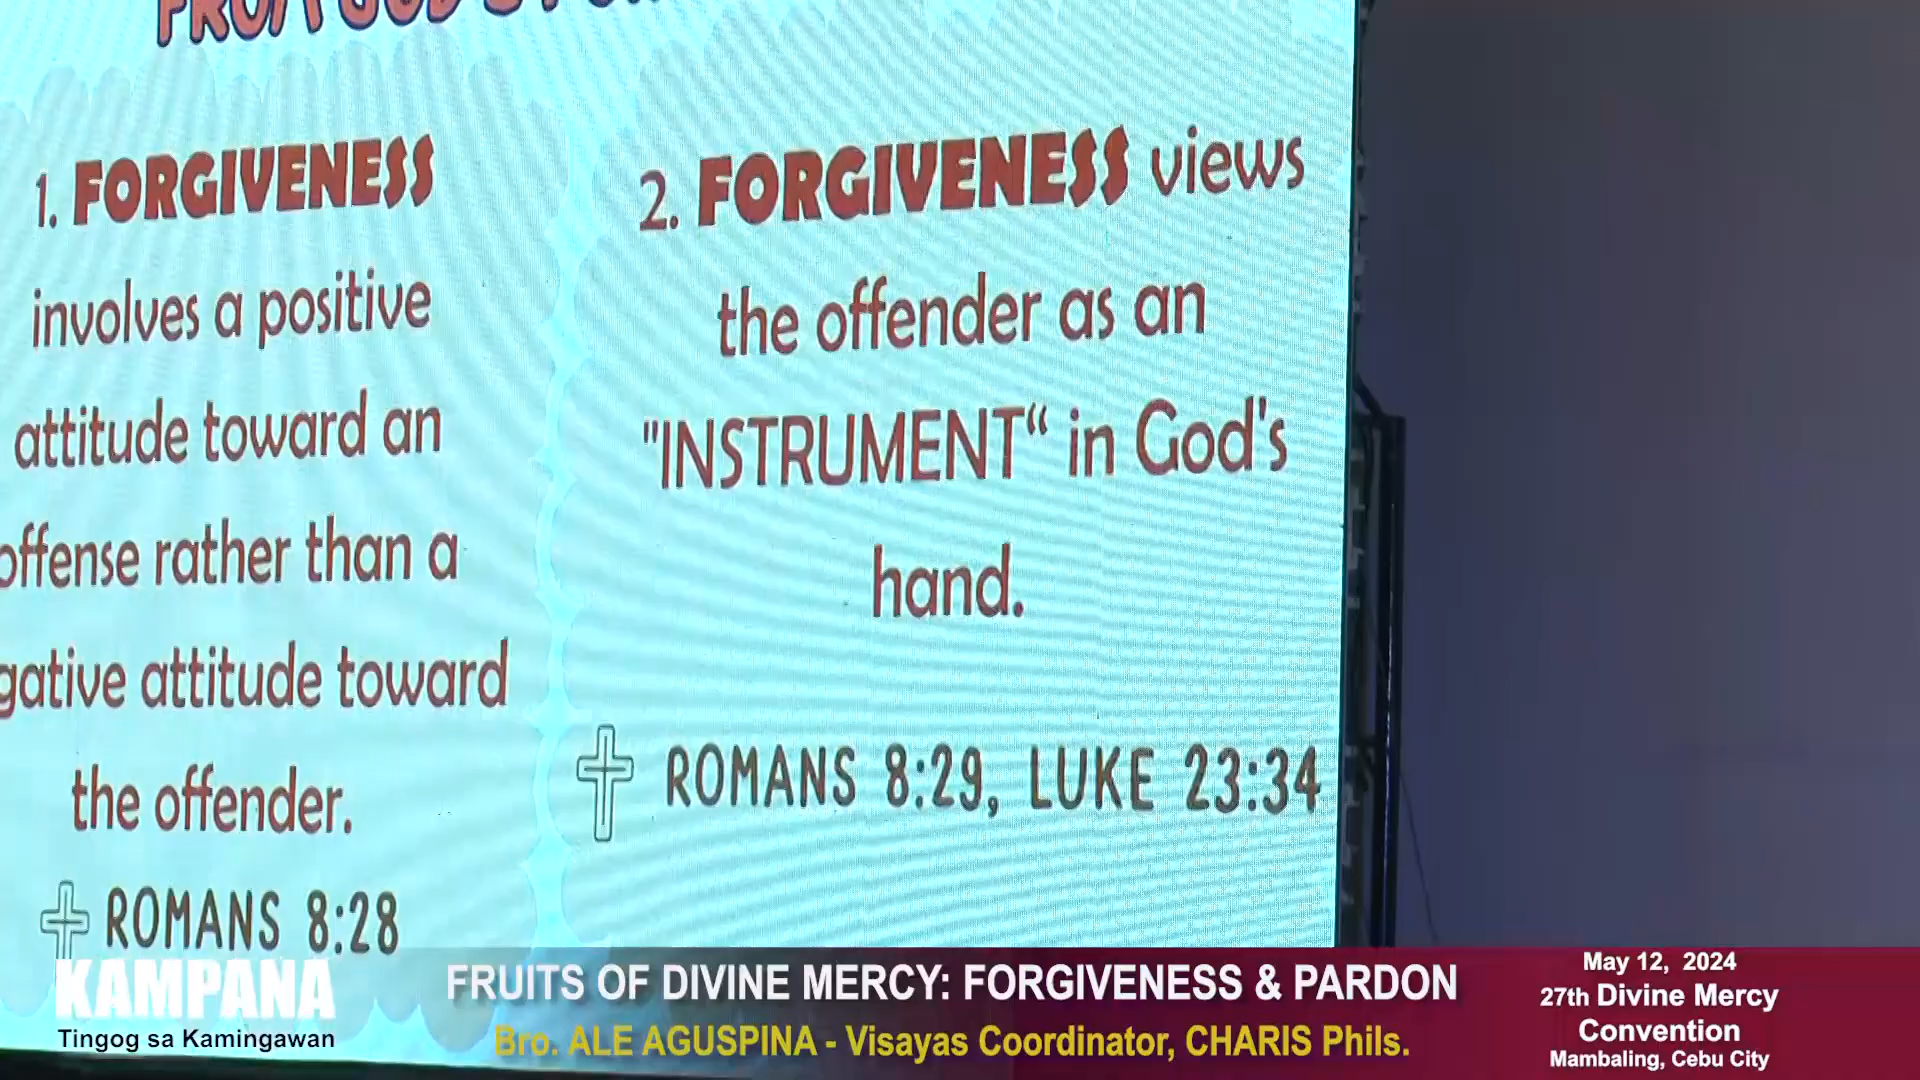 1. FORGIVENESS
involves a positive
attitude toward an
offense rather than a
gative attitude toward
the offender.
ROMANS 8:28
2. FORGIVENESS views
the offender as an
"INSTRUMENT“ in God's
hand.
ROMANS 8:29, LUKE 23:34
KAMPANA
Tingog sa Kamingawan
FRUITS OF DIVINE MERCY: FORGIVENESS & PARDON
Bro. ALE AGUSPINA - Visayas Coordinator, CHARIS Phils.
May 12, 2024
27th Divine Mercy
Convention
Mambaling, Cebu City